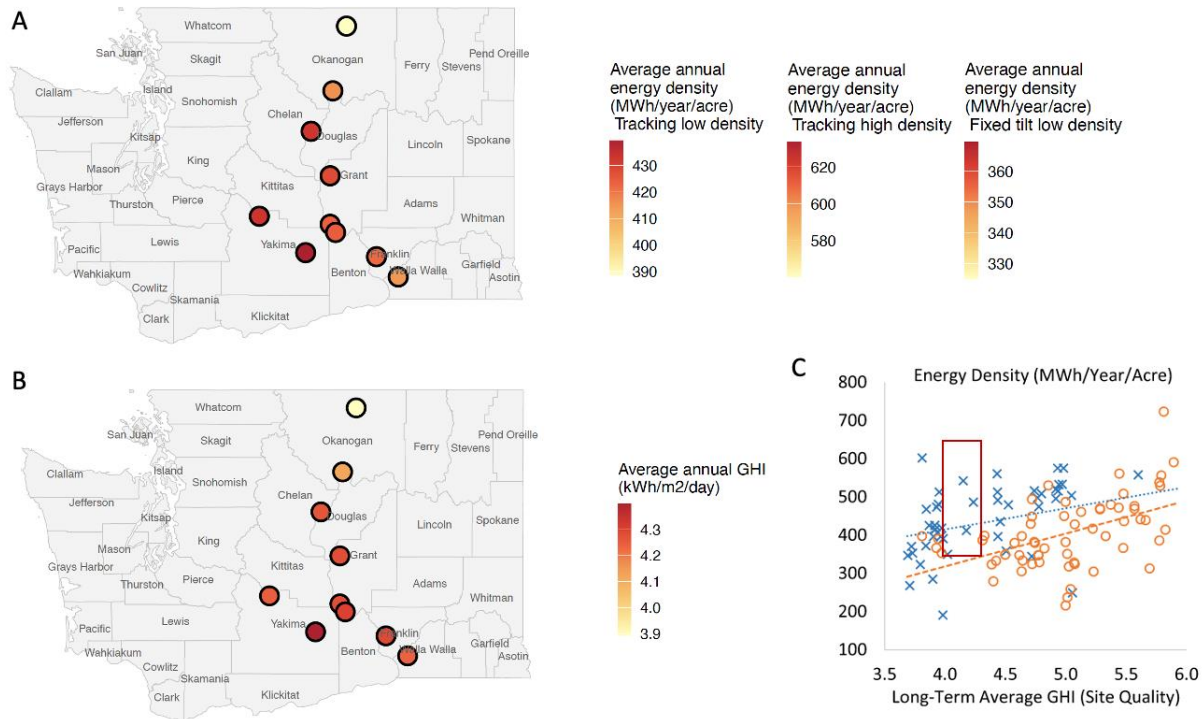 A
Whatcom
San Juan
Skagit
Okanogan
Ferry
Stevens
Pend Oreille
Clallam
Island
Snohomish
Chelan
Douglas
Jefferson
Kitsap
King
Lincoln
Spokane
Mason
Grays Harbor
Kittitas
Grant
Thurston
Pierce
Adams
Whitman
Pacific
Lewis
Yakima
Franklin
Wahkiakum
Benton
Walla Walla
Garfield
Asotin
Cowlitz
Skamania
Clark
Klickitat
Average annual
energy density
(MWh/year/acre)
Tracking low density
430
420
410
400
390
Average annual
energy density
(MWh/year/acre)
Tracking high density
620
600
580
Average annual
energy density
(MWh/year/acre)
Fixed tilt low density
360
350
340
330
B
Whatcom
San Juan
Skagit
Okanogan
Ferry
Stevens
Pend Oreille
Clallam
Island
Snohomish
Chelan
Douglas
Jefferson
Kitsap
King
Lincoln
Spokane
Mason
Grays Harbor
Kittitas
Grant
Thurston
Pierce
Adams
Whitman
Pacific
Lewis
Yakima
Franklin
Wahkiakum
Benton
Walla Walla
Garfield
Asotin
Cowlitz
Skamania
Clark
Klickitat
Average annual GHI
(kWh/m2/day)
4.3
4.2
4.1
4.0
3.9
C
Energy Density (MWh/Year/Acre)
800
700
600
500
400
300
200
100
3.5 4.0 4.5 5.0 5.5 6.0
Long-Term Average GHI (Site Quality)